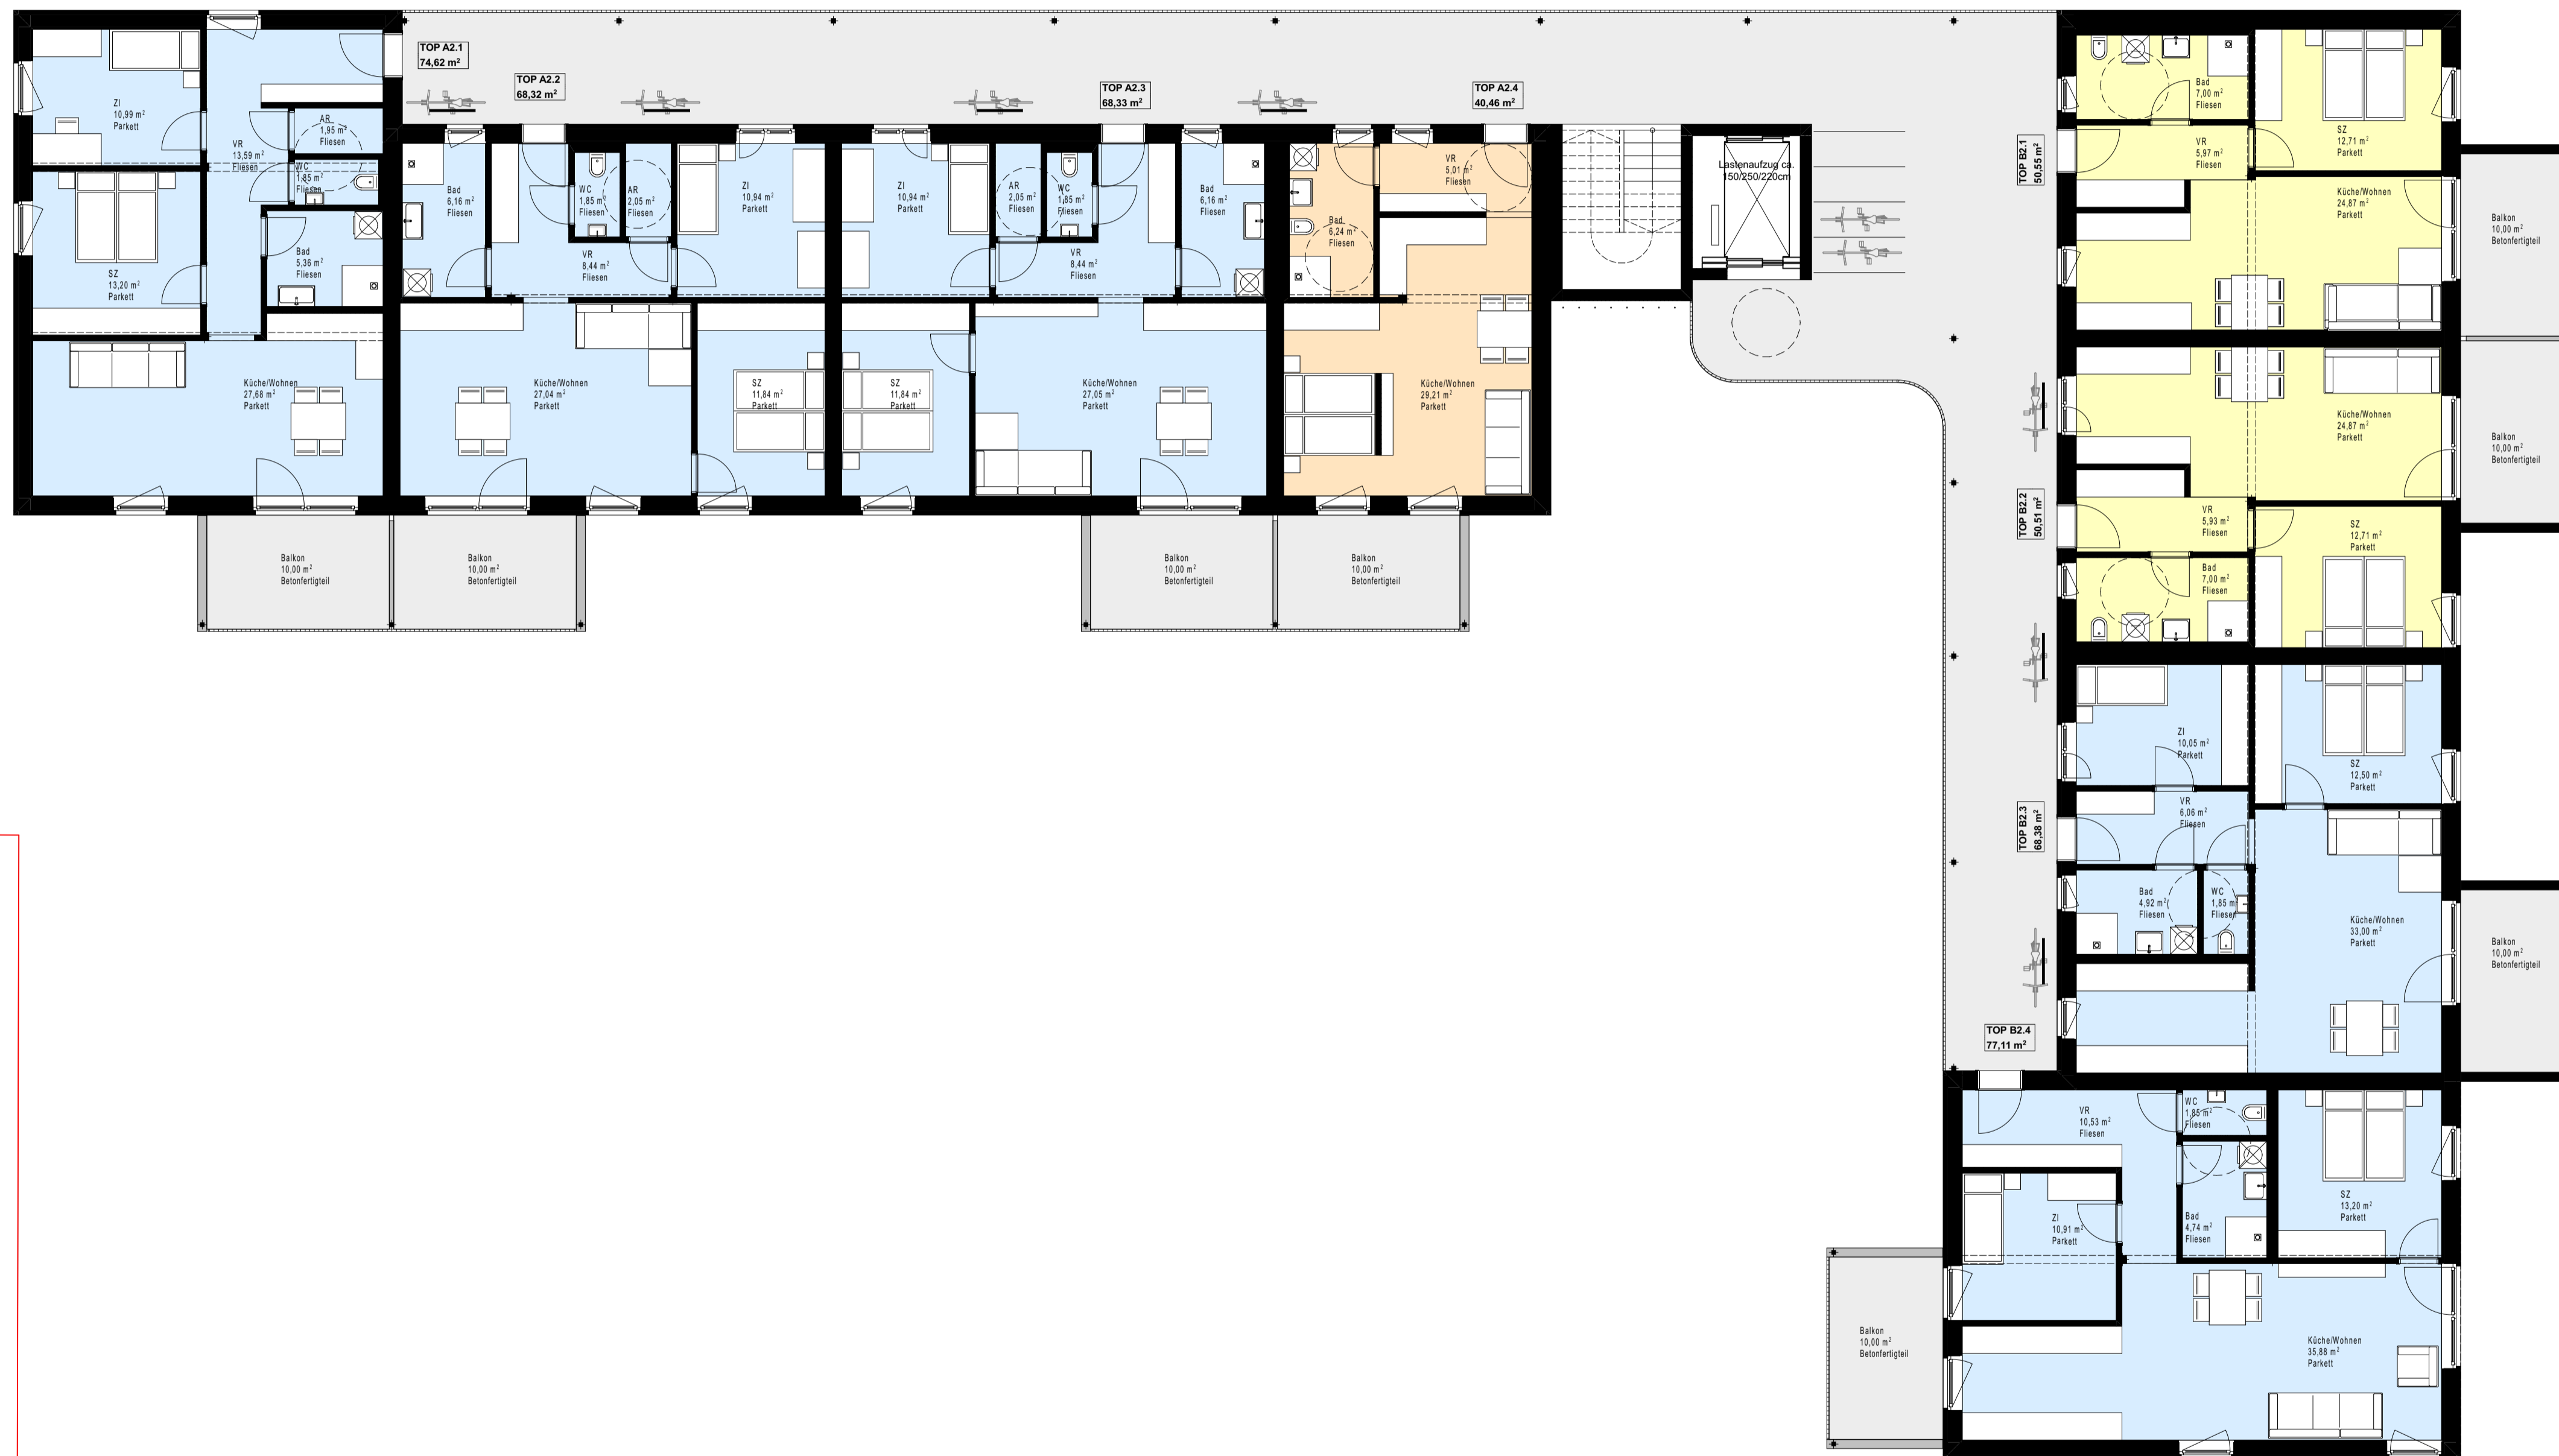 TOP A2.1
74,62 m²
TOP A2.2
68,32 m²
TOP A2.3
68,33 m²
TOP A2.4
40,46 m²
ZI
10,99 m²
Parkett
AR
1,95 m²
Fliesen
VR
13,59 m²
Fliesen
WC
1,85 m²
Fliesen
SZ
13,20 m²
Parkett
Bad
5,36 m²
Fliesen
Küche/Wohnen
27,68 m²
Parkett
Bad
6,16 m²
Fliesen
WC
1,85 m²
Fliesen
AR
2,05 m²
Fliesen
ZI
10,94 m²
Parkett
VR
8,44 m²
Fliesen
Küche/Wohnen
27,04 m²
Parkett
SZ
11,84 m²
Parkett
ZI
10,94 m²
Parkett
AR
2,05 m²
Fliesen
WC
1,85 m²
Fliesen
Bad
6,16 m²
Fliesen
VR
8,44 m²
Fliesen
SZ
11,84 m²
Parkett
Küche/Wohnen
27,05 m²
Parkett
VR
5,01 m²
Fliesen
Bad
6,24 m²
Fliesen
Küche/Wohnen
29,21 m²
Parkett
Lastenaufzug ca.
150/250/220cm
Balkon
10,00 m²
Betonfertigteil
Balkon
10,00 m²
Betonfertigteil
Balkon
10,00 m²
Betonfertigteil
Balkon
10,00 m²
Betonfertigteil
TOP B2.1
50,55 m²
Bad
7,00 m²
Fliesen
SZ
12,71 m²
Parkett
VR
5,97 m²
Fliesen
Küche/Wohnen
24,87 m²
Parkett
Balkon
10,00 m²
Betonfertigteil
TOP B2.2
50,51 m²
Küche/Wohnen
24,87 m²
Parkett
Balkon
10,00 m²
Betonfertigteil
VR
5,93 m²
Fliesen
SZ
12,71 m²
Parkett
Bad
7,00 m²
Fliesen
TOP B2.3
68,38 m²
ZI
10,05 m²
Parkett
SZ
12,50 m²
Parkett
VR
6,06 m²
Fliesen
Bad
4,92 m²
Fliesen
WC
1,85 m
Fliesen
Küche/Wohnen
33,00 m²
Parkett
Balkon
10,00 m²
Betonfertigteil
TOP B2.4
77,11 m²
VR
10,53 m²
Fliesen
WC
1,85 m²
Fliesen
SZ
13,20 m²
Parkett
ZI
10,91 m²
Parkett
Bad
4,74 m²
Fliesen
Küche/Wohnen
35,88 m²
Parkett
Balkon
10,00 m²
Betonfertigteil